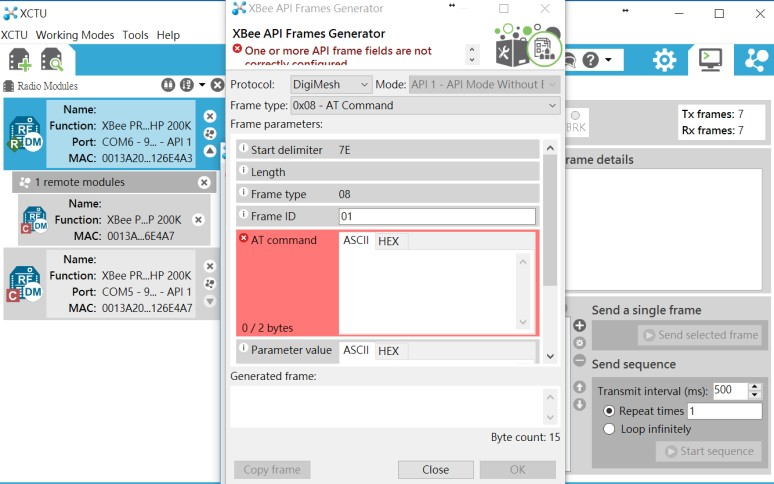 XCTU
XCTU Working Modes Tools Help
Radio Modules
Name:
Function: XBee PR...HP 200K
Port: COM6 - 9... - API 1
MAC: 0013A20...126E4A3
R
DM
1 remote modules
Name:
Function: XBee P...P 200K
MAC: 0013A...6E4A7
C
DM
Name:
Function: XBee PR...HP 200K
Port: COM5 - 9... - API 1
MAC: 0013A20...126E4A7
C
DM
XBee API Frames Generator
XBee API Frames Generator
One or more API frame fields are not
correctly configured
Protocol: DigiMesh Mode: API 1 - API Mode Without E
Frame type: 0x08 - AT Command
Frame parameters:
Start delimiter 7E
Length
Frame type 08
Frame ID 01
AT command ASCII HEX
0 / 2 bytes
Parameter value ASCII HEX
Generated frame:
Byte count: 15
Copy frame Close OK
BRK
Tx frames: 7
Rx frames: 7
rame details
Send a single frame
Send selected frame
Send sequence
Transmit interval (ms): 500
Repeat times 1
Loop infinitely
Start sequence